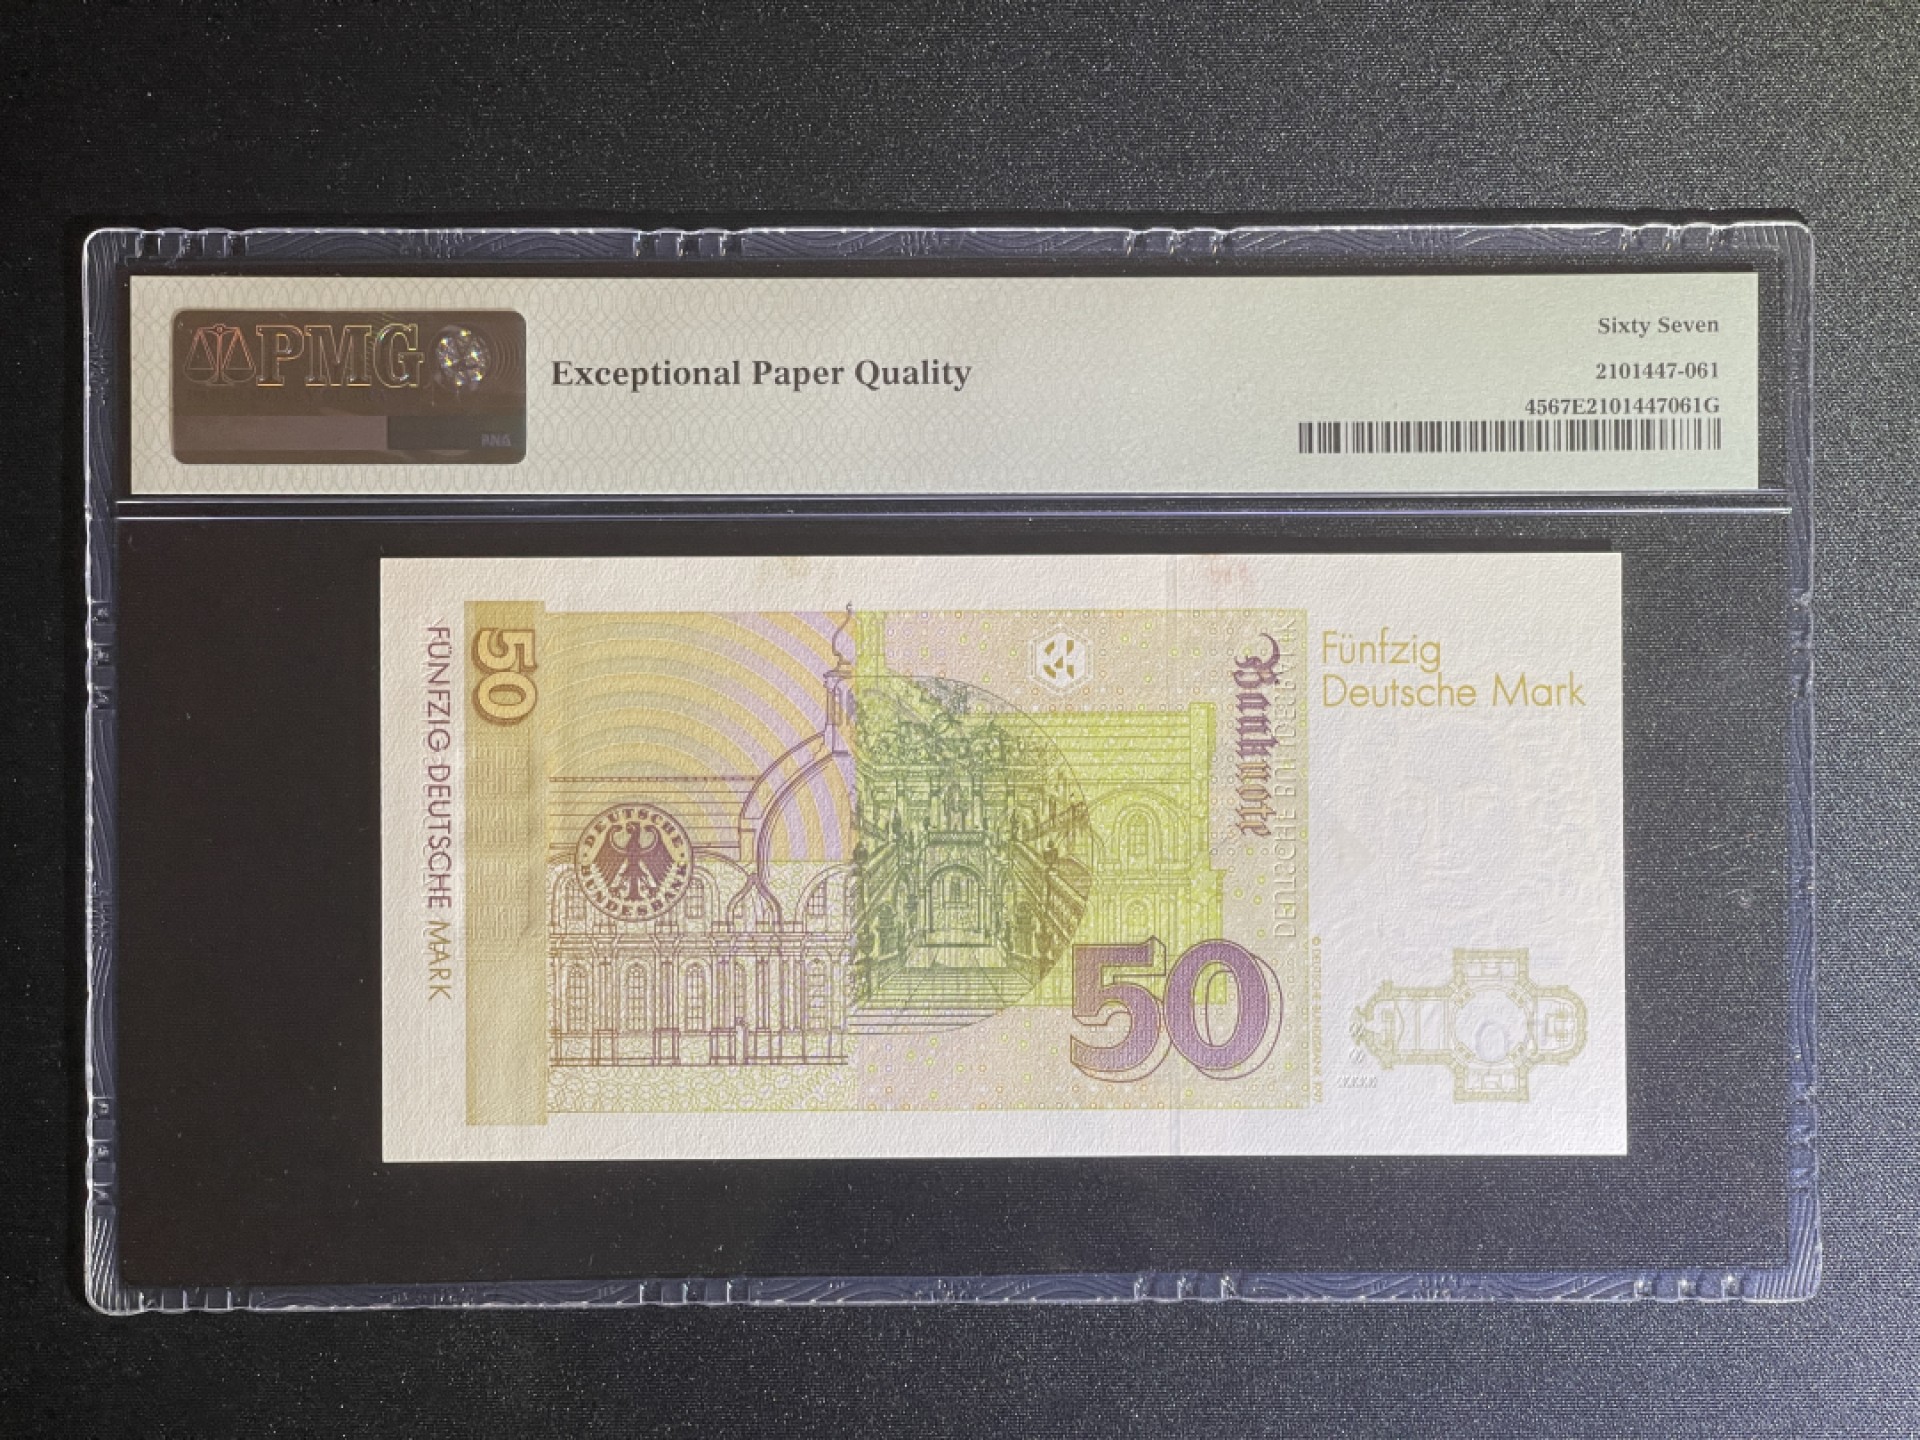 PMG
PNG
Exceptional Paper Quality
Sixty Seven
2101447-061
4567E2101447061G
FÜNFZIG DEUTSCHE MARK
50
DEUTSCHE
BUNDESBANK
Banknote
DEUTSCHE BUNDESBANK
Fünfzig
Deutsche Mark
50